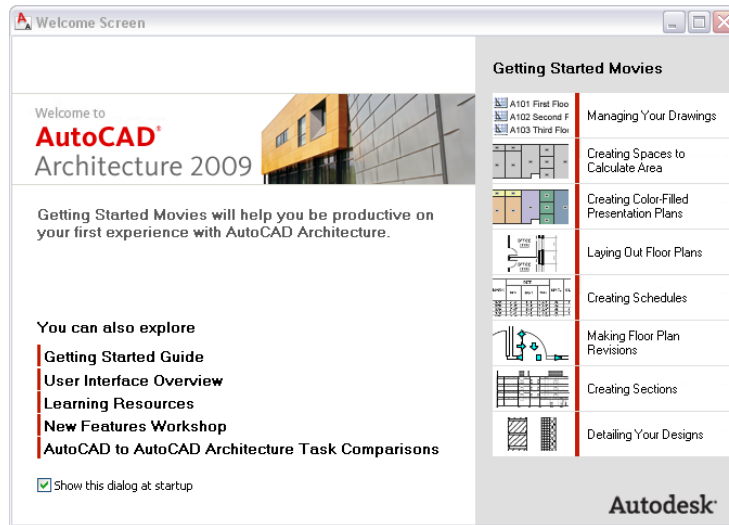 Welcome Screen
Welcome to
AutoCAD®
Architecture 2009
Getting Started Movies will help you be productive on
your first experience with AutoCAD Architecture.
You can also explore
Getting Started Guide
User Interface Overview
Learning Resources
New Features Workshop
AutoCAD to AutoCAD Architecture Task Comparisons
Show this dialog at startup
Getting Started Movies
A101 First Floo
A102 Second F
A103 Third Floo
Managing Your Drawings
Creating Spaces to
Calculate Area
Creating Color-Filled
Presentation Plans
OFFICE
OFFICE
Laying Out Floor Plans
Creating Schedules
Making Floor Plan
Revisions
Creating Sections
Detailing Your Designs
Autodesk